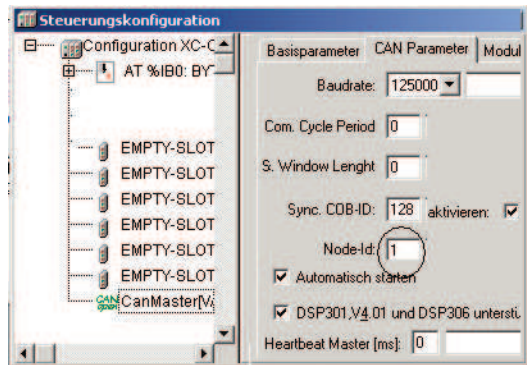 Steuerungskonfiguration
Configuration XC-C
AT %IB0: BY
EMPTY-SLOT
EMPTY-SLOT
EMPTY-SLOT
EMPTY-SLOT
EMPTY-SLOT
CanMaster[V
Basisparameter CAN Parameter Modul
Baudrate: 125000
Com. Cycle Period 0
S. Window Lenght 0
Sync. COB-ID: 128 aktivieren:
Node-Id: 1
Automatisch starten
DSP301,V4.01 und DSP306 unterstü
Heartbeat Master [ms]: 0